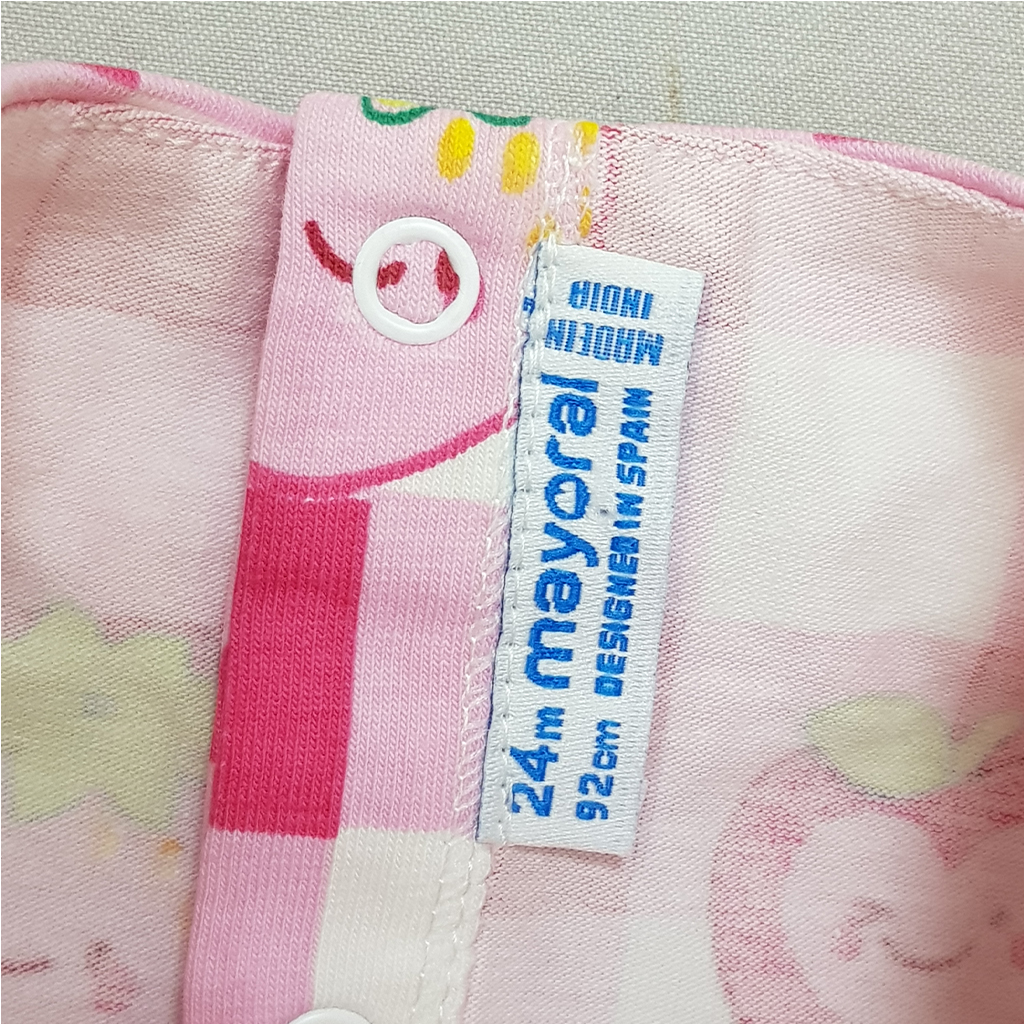 24m mayoral
92cm DESIGNED IN SPAIN
MADE IN
INDIA